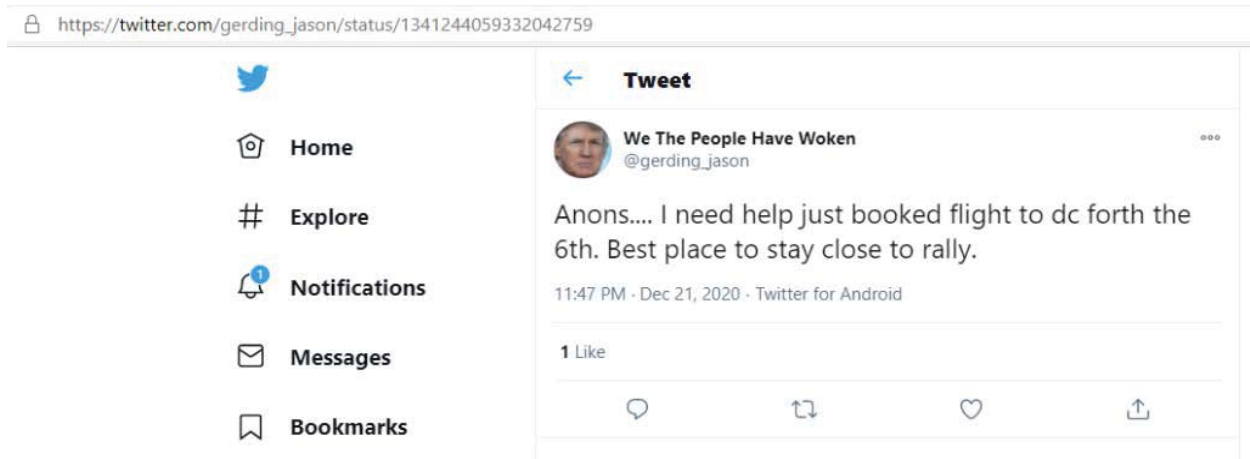 https://twitter.com/gerding_jason/status/1341244059332042759
Home
Explore
Notifications
1
Messages
Bookmarks
Tweet
We The People Have Woken
@gerding_jason
Anons.... I need help just booked flight to dc forth the
6th. Best place to stay close to rally.
11:47 PM · Dec 21, 2020 · Twitter for Android
1 Like